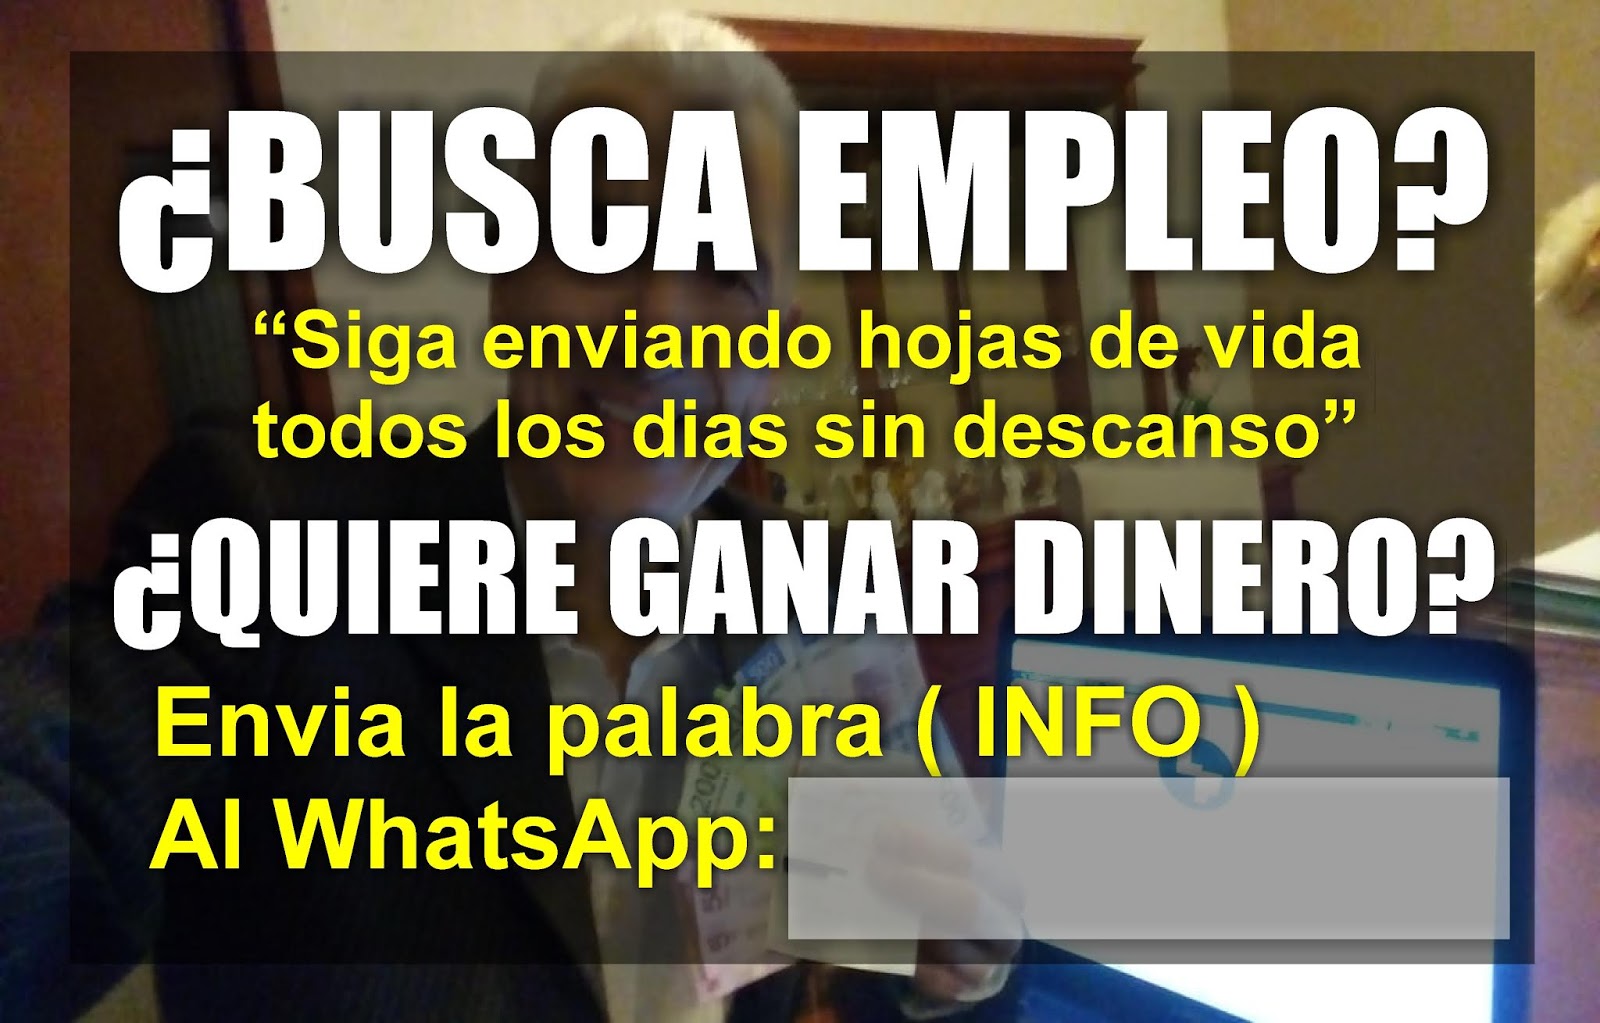 ¿BUSCA EMPLEO?
“Siga enviando hojas de vida
todos los dias sin descanso”
¿QUIERE GANAR DINERO?
Envia la palabra ( INFO )
Al WhatsApp:
200